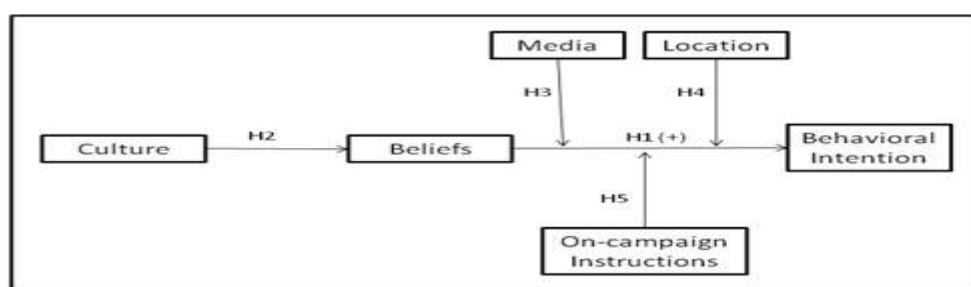 Media
Location
H3
H4
H2
H1 (+)
Culture
Beliefs
Behavioral
Intention
H5
On-campaign
Instructions